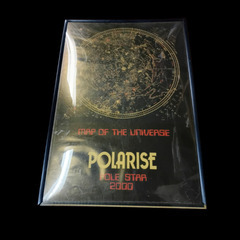 MAP OF THE UNIVERSE
POLARISE
POLE STAR
2000